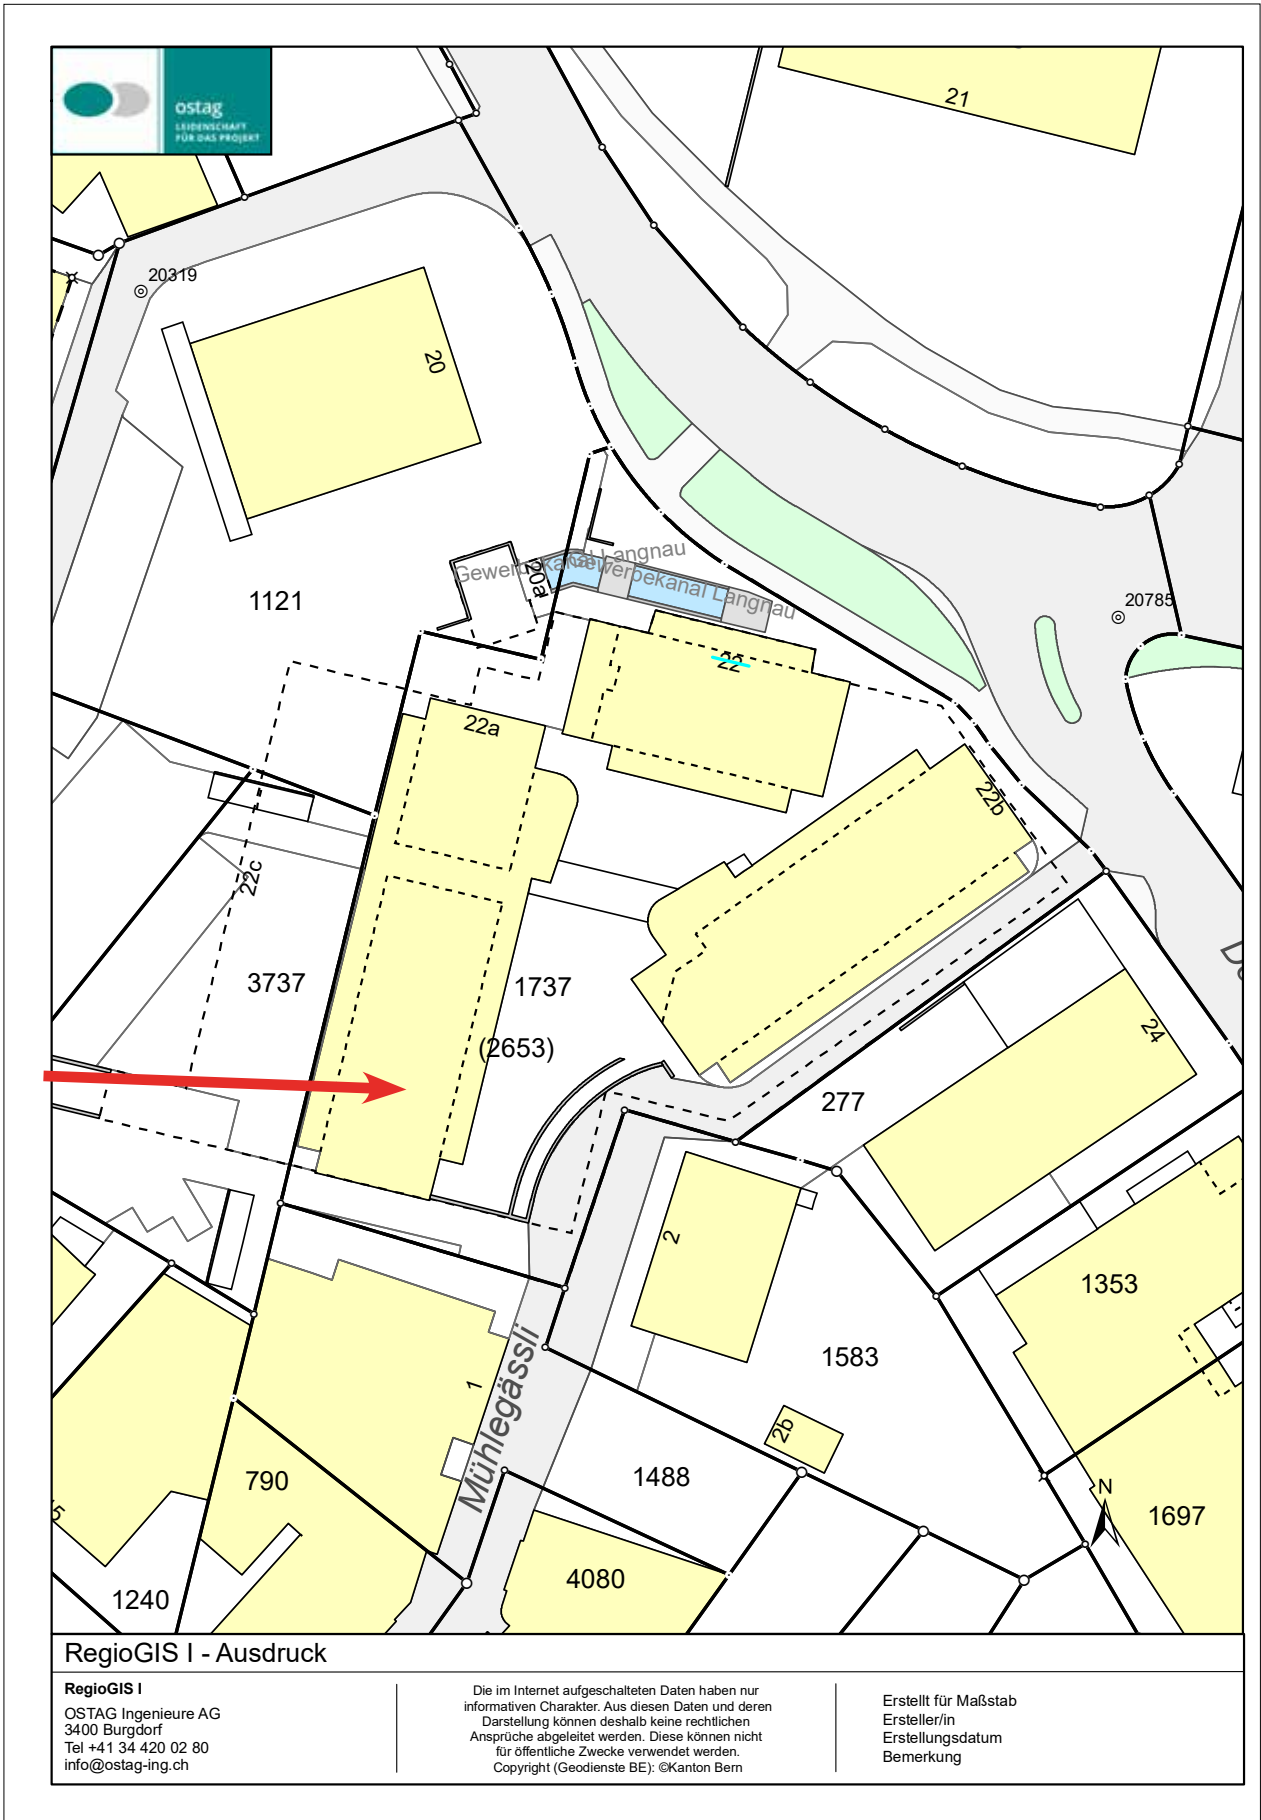 ostag
LEIDENSCHAFT
FÜR DAS PROJEKT
21
20319
20
Gewerbekanal Langnau
Gewerbekanal Langnau
20a
1121
20785
22
22a
22b
22c
3737
1737
(2653)
24
277
2
1353
1583
1
Mühlegässli
2b
790
1488
N
1697
15
1240
4080
RegioGIS I - Ausdruck
RegioGIS I
OSTAG Ingenieure AG
3400 Burgdorf
Tel +41 34 420 02 80
info@ostag-ing.ch
Die im Internet aufgeschalteten Daten haben nur
informativen Charakter. Aus diesen Daten und deren
Darstellung können deshalb keine rechtlichen
Ansprüche abgeleitet werden. Diese können nicht
für öffentliche Zwecke verwendet werden.
Copyright (Geodienste BE): ©Kanton Bern
Erstellt für Maßstab
Ersteller/in
Erstellungsdatum
Bemerkung